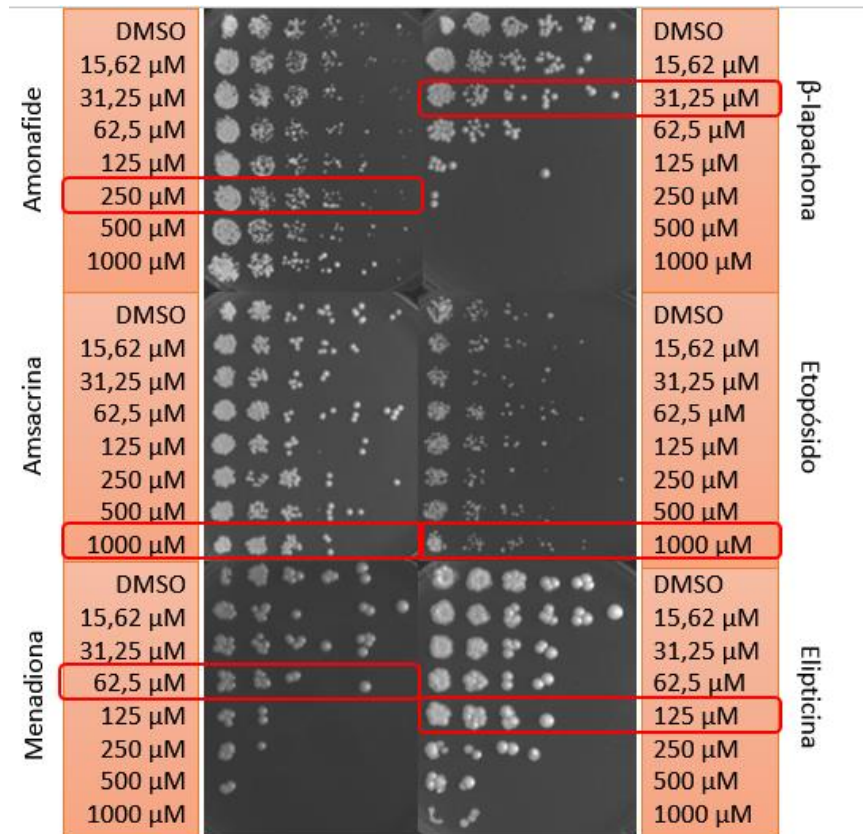 Amonafide
DMSO
15,62 µM
31,25 µM
62,5 µM
125 µM
250 µM
500 µM
1000 µM
DMSO
15,62 µM
31,25 µM
62,5 µM
125 µM
250 µM
500 µM
1000 µM
β-lapachona
Amsacrina
DMSO
15,62 µM
31,25 µM
62,5 µM
125 µM
250 µM
500 µM
1000 µM
DMSO
15,62 µM
31,25 µM
62,5 µM
125 µM
250 µM
500 µM
1000 µM
Etopósido
Menadiona
DMSO
15,62 µM
31,25 µM
62,5 µM
125 µM
250 µM
500 µM
1000 µM
DMSO
15,62 µM
31,25 µM
62,5 µM
125 µM
250 µM
500 µM
1000 µM
Elipticina